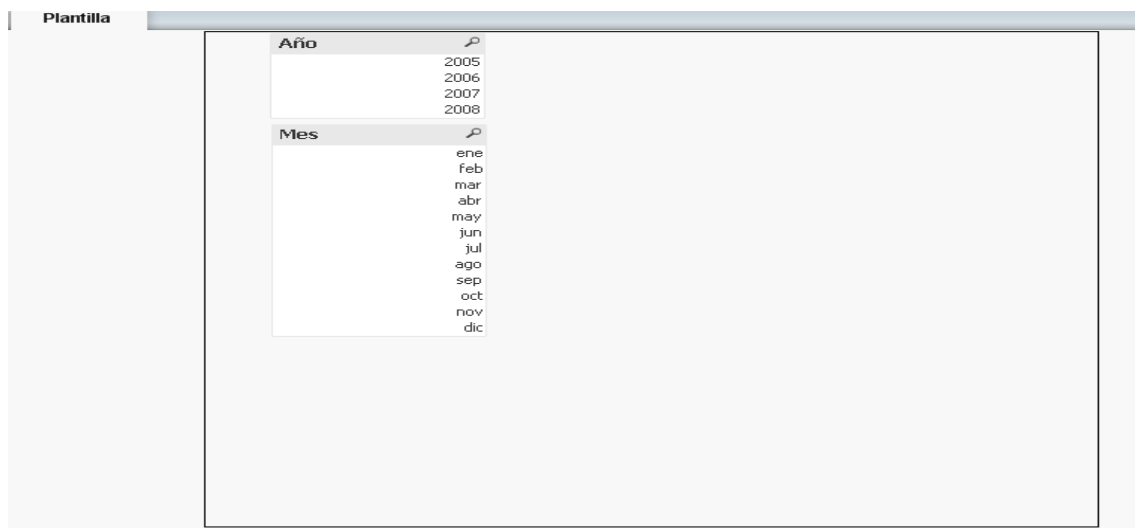 Plantilla
Año
2005
2006
2007
2008
Mes
ene
feb
mar
abr
may
jun
jul
ago
sep
oct
nov
dic